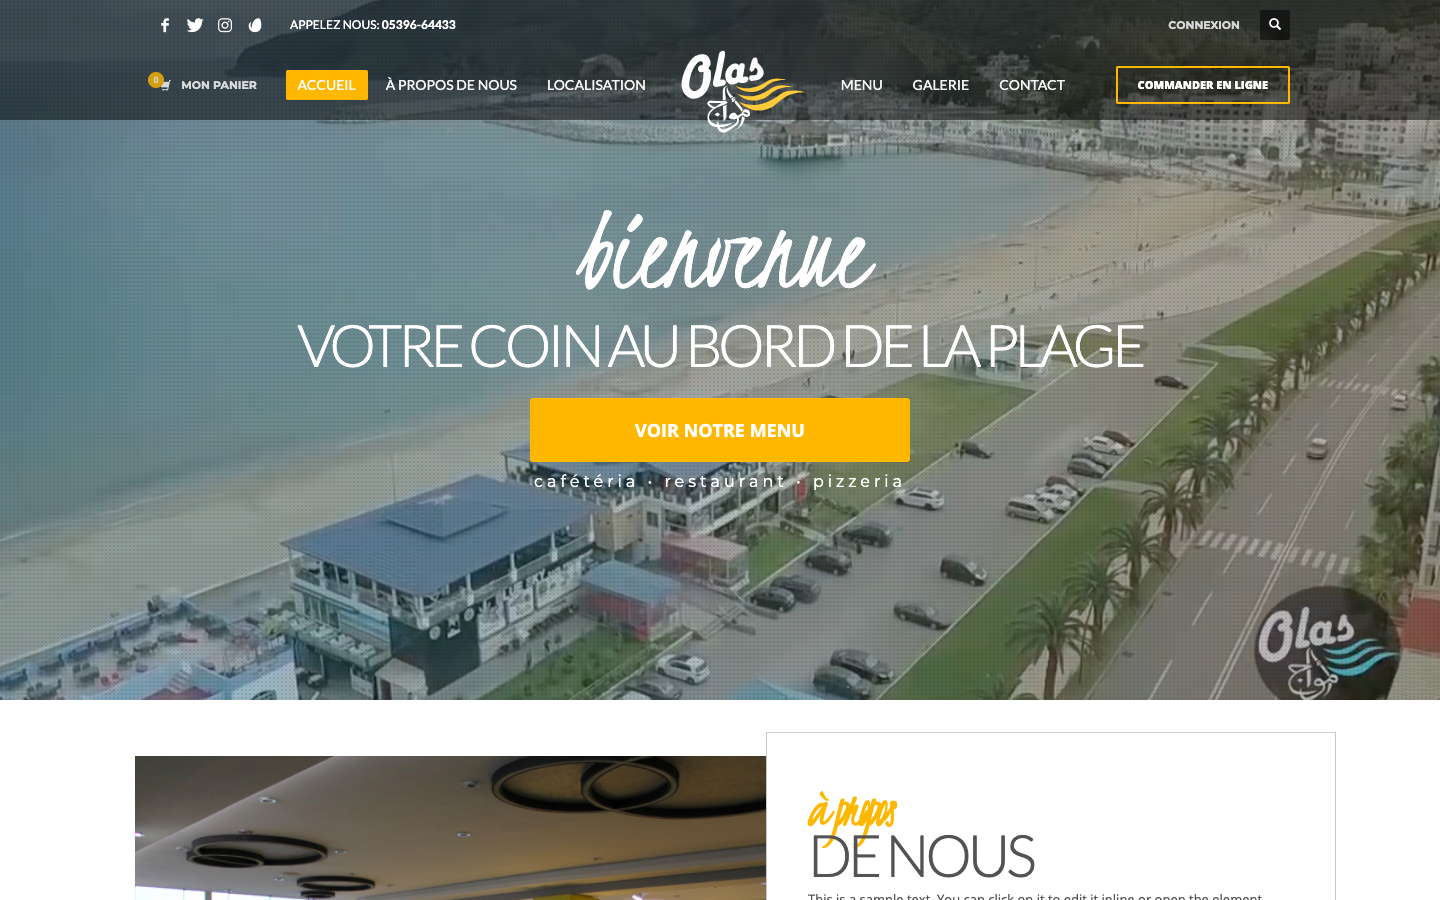 APPELEZ NOUS: 05396-64433
CONNEXION
0
MON PANIER
ACCUEIL
À PROPOS DE NOUS
LOCALISATION
Olas
أمواج
MENU
GALERIE
CONTACT
COMMANDER EN LIGNE
bienvenue
VOTRE COIN AU BORD DE LA PLAGE
VOIR NOTRE MENU
cafétéria • restaurant • pizzeria
Olas
أمواج
à propos
DE NOUS
This is a sample text. You can click on it to edit it inline or open the element